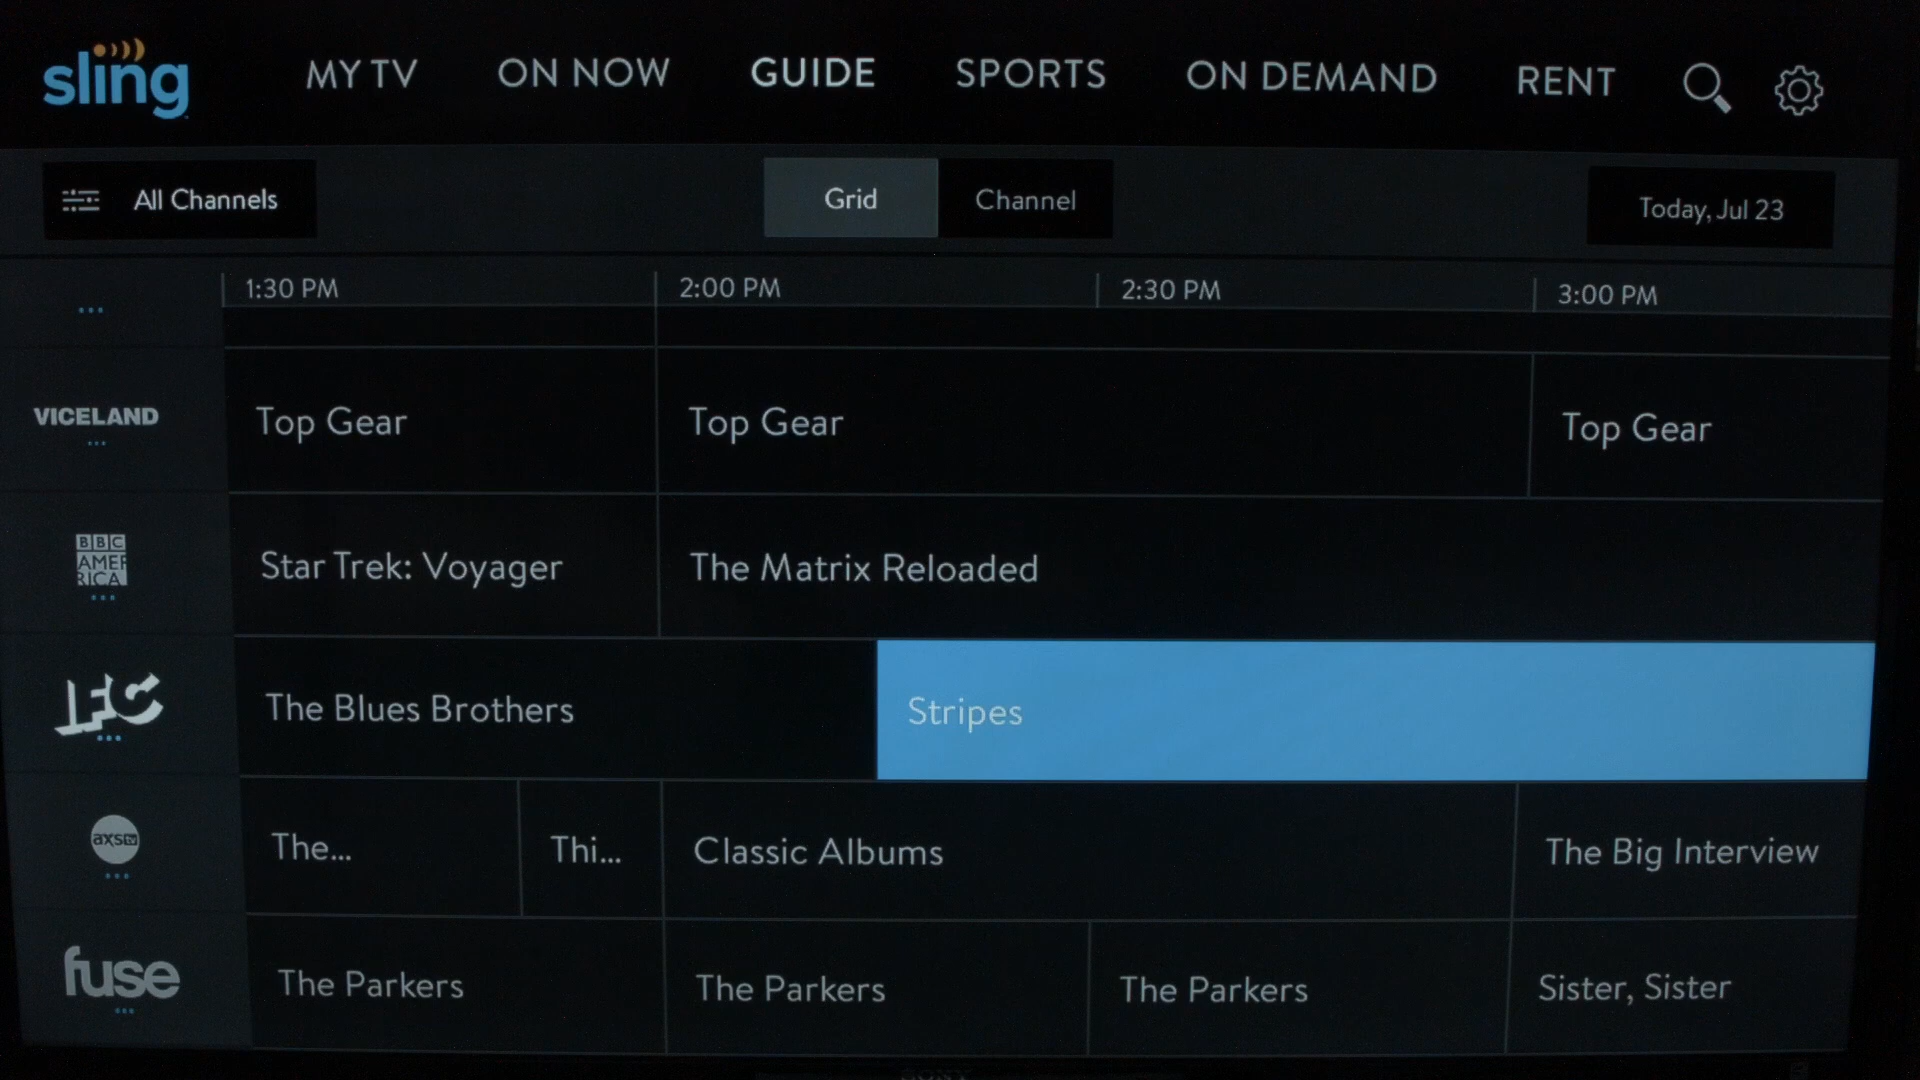 sling MY TV ON NOW GUIDE SPORTS ON DEMAND RENT
All Channels Grid Channel Today, Jul 23
1:30 PM 2:00 PM 2:30 PM 3:00 PM
VICELAND Top Gear Top Gear Top Gear
BBC
AMERICA
Star Trek: Voyager The Matrix Reloaded
IFC The Blues Brothers Stripes
axstv The... Thi... Classic Albums The Big Interview
fuse The Parkers The Parkers The Parkers Sister, Sister
SONY